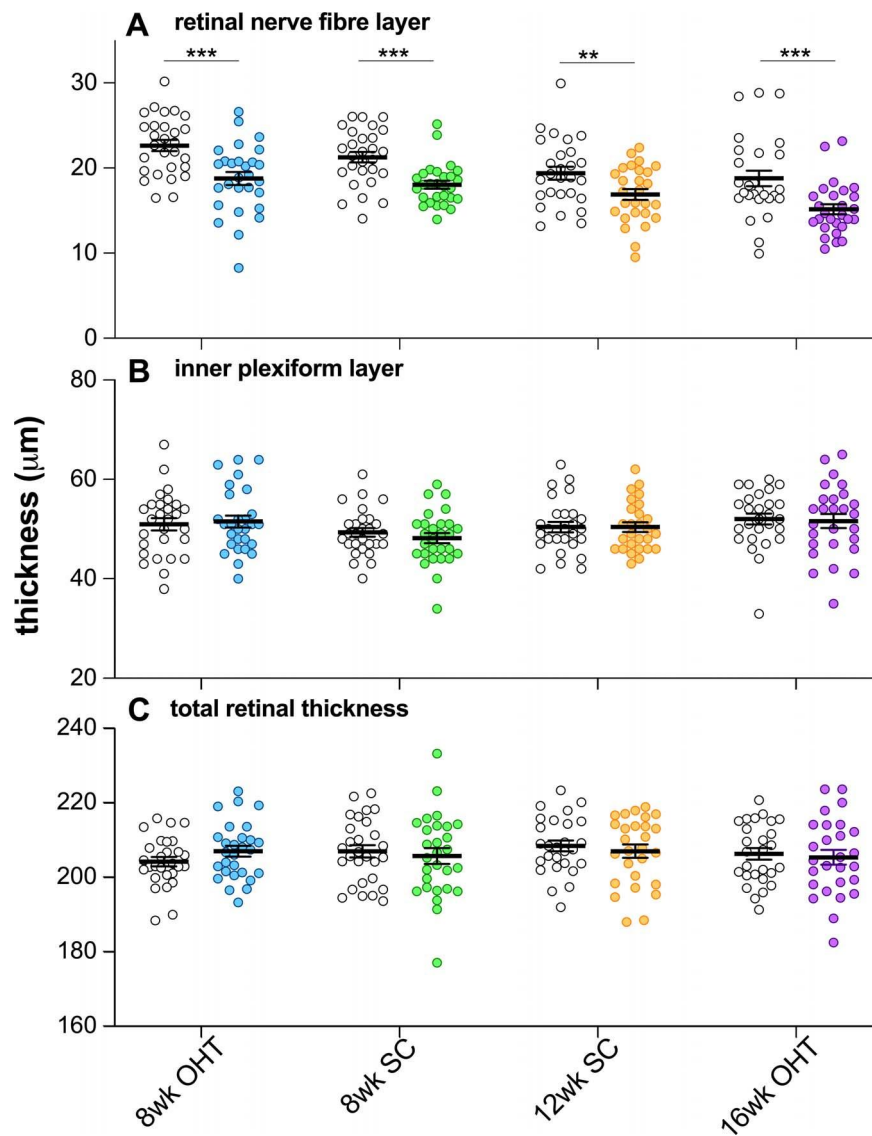 A retinal nerve fibre layer
*** *** ** ***
30
20
10
0
B inner plexiform layer
80
60
40
20
thickness (μm)
C total retinal thickness
240
220
200
180
160
8wk OHT 8wk SC 12wk SC 16wk OHT